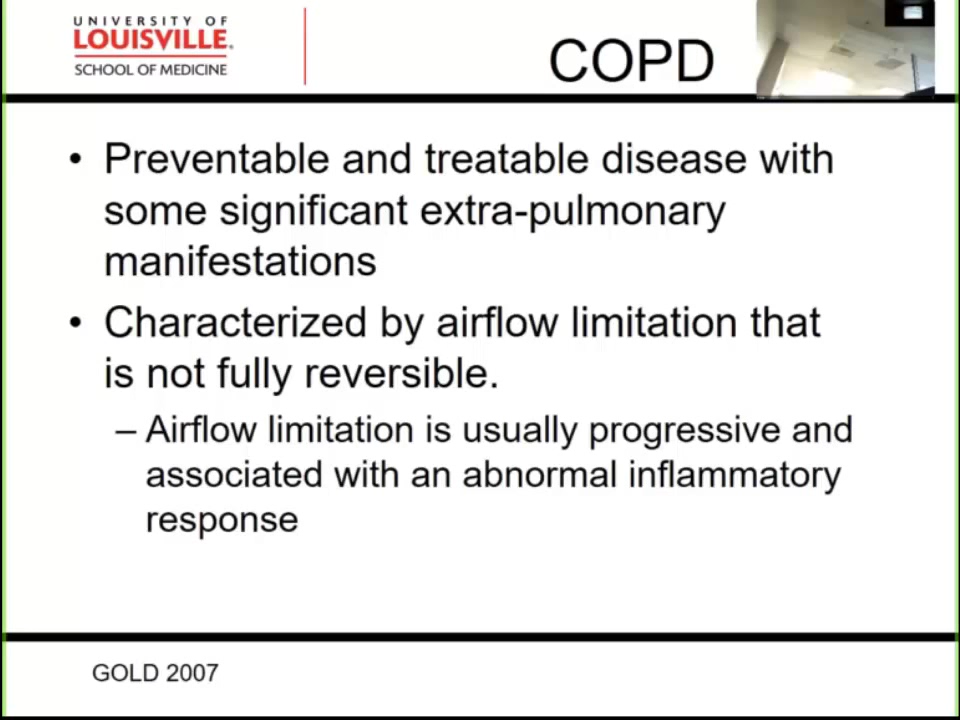 UNIVERSITY OF
LOUISVILLE.
SCHOOL OF MEDICINE
COPD
• Preventable and treatable disease with
some significant extra-pulmonary
manifestations
• Characterized by airflow limitation that
is not fully reversible.
– Airflow limitation is usually progressive and
associated with an abnormal inflammatory
response
GOLD 2007